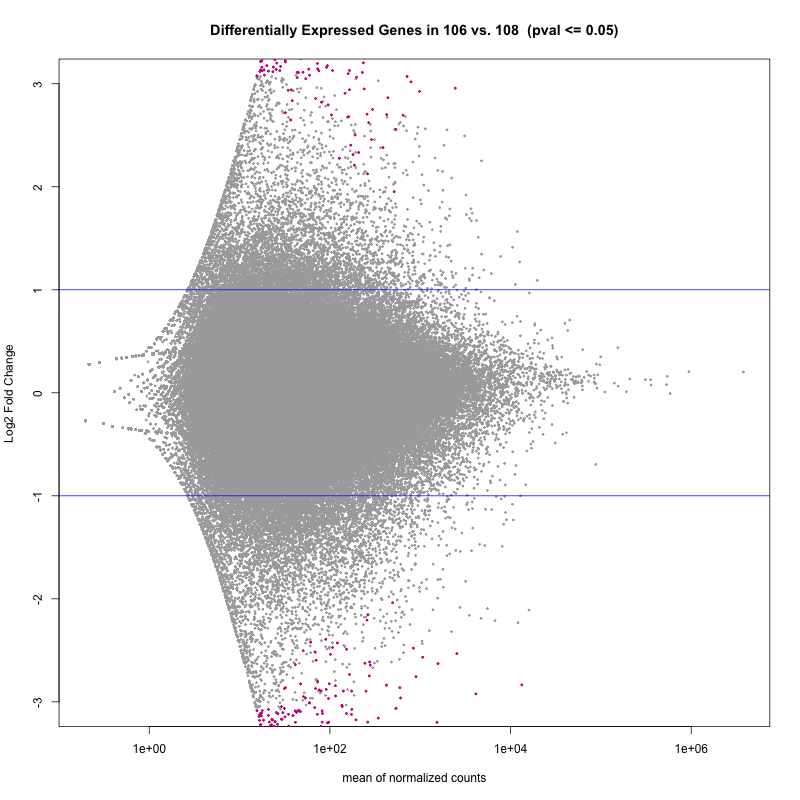 Differentially Expressed Genes in 106 vs. 108 (pval <= 0.05)
3
2
1
0
-1
-2
-3
Log2 Fold Change
1e+00 1e+02 1e+04 1e+06
mean of normalized counts